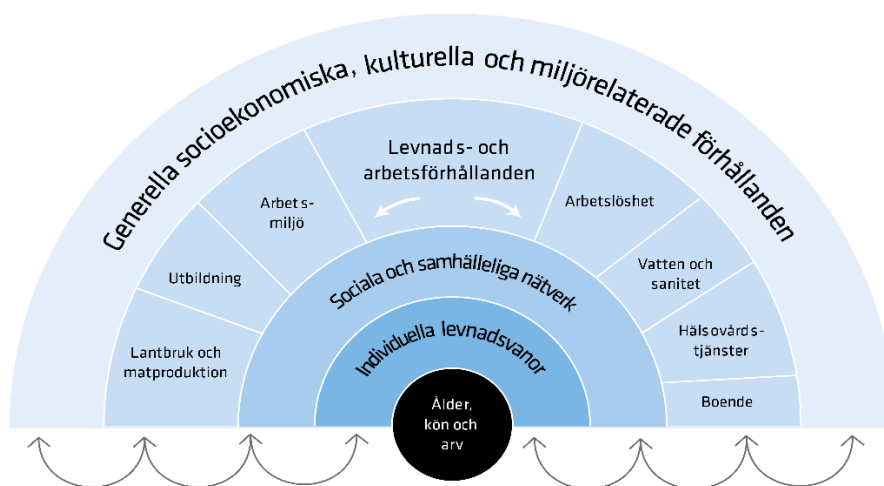 Generella socioekonomiska, kulturella och miljörelaterade förhållanden
Levnads- och
arbetsförhållanden
Arbets-
miljö
Arbetslöshet
Utbildning
Vatten och
sanitet
Lantbruk och
matproduktion
Hälsovårds-
tjänster
Boende
Sociala och samhälleliga nätverk
Individuella levnadsvanor
Ålder,
kön och
arv